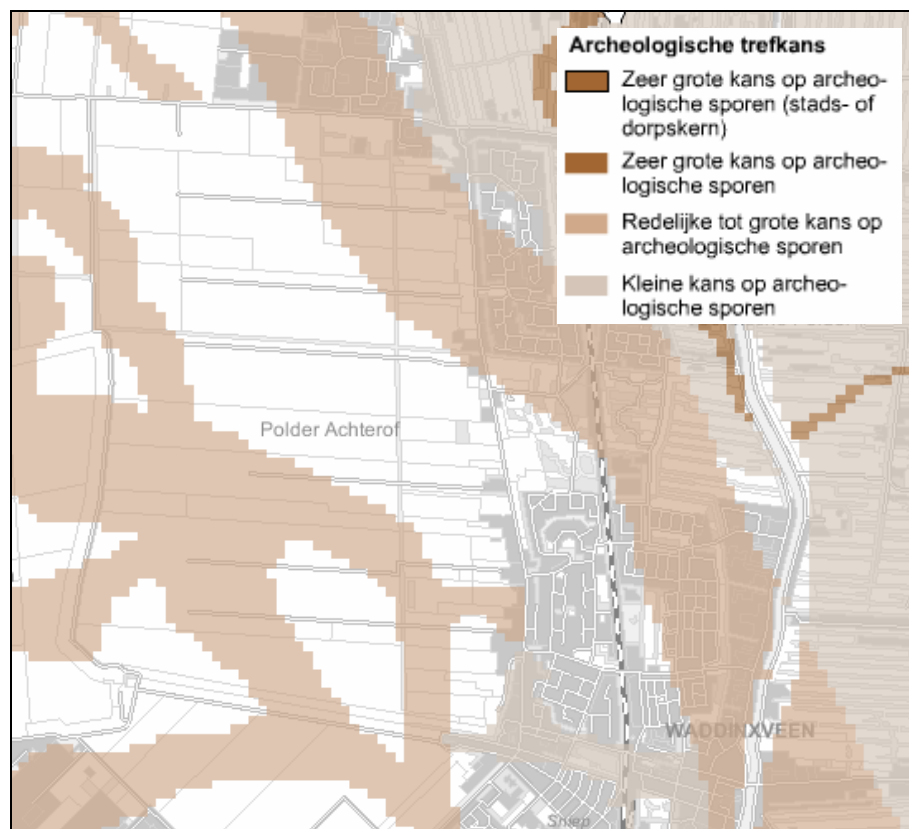 Archeologische trefkans
Zeer grote kans op archeo-
logische sporen (stads- of
dorpskern)
Zeer grote kans op archeo-
logische sporen
Redelijke tot grote kans op
archeologische sporen
Kleine kans op archeo-
logische sporen
Polder Achterof
WADDINXVEEN